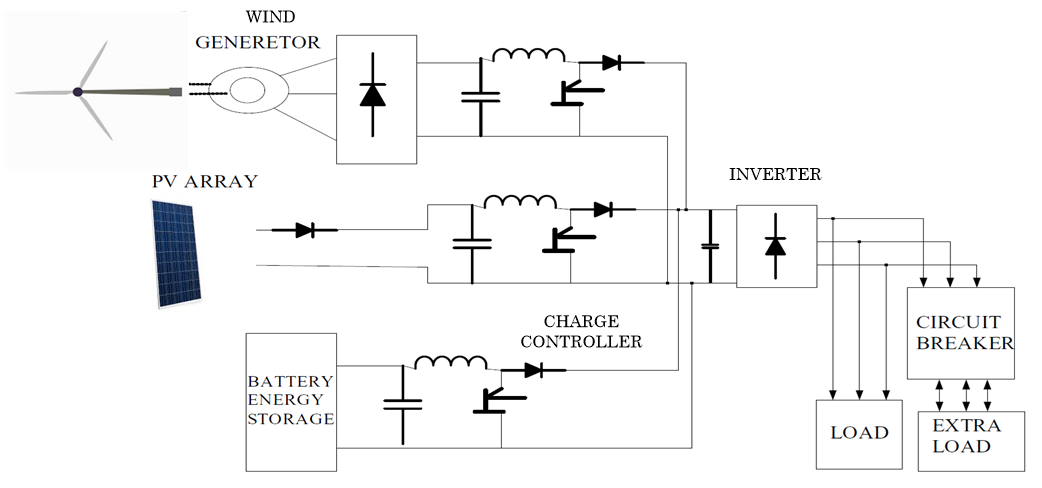 WIND
GENERETOR
PV ARRAY
INVERTER
CHARGE
CONTROLLER
BATTERY
ENERGY
STORAGE
CIRCUIT
BREAKER
LOAD
EXTRA
LOAD